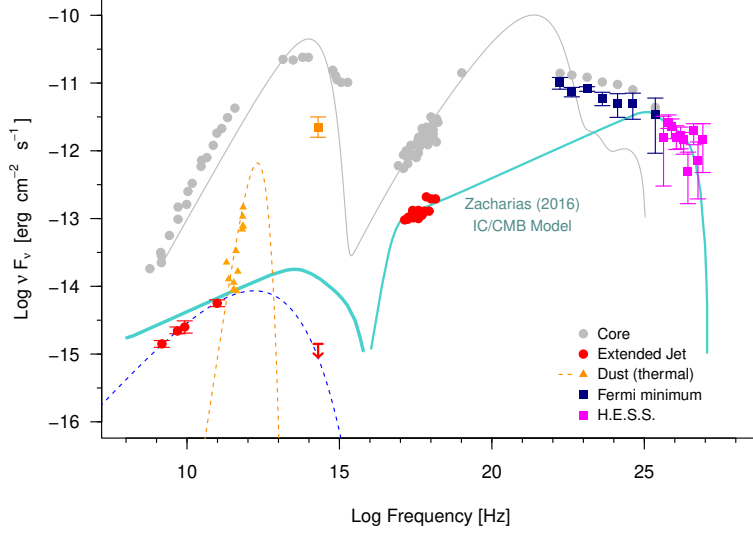 −10
−11
−12
−13
−14
−15
−16
Log ν Fν [erg cm−2 s−1]
Zacharias (2016)
IC/CMB Model
Core
Extended Jet
Dust (thermal)
Fermi minimum
H.E.S.S.
10 15 20 25
Log Frequency [Hz]